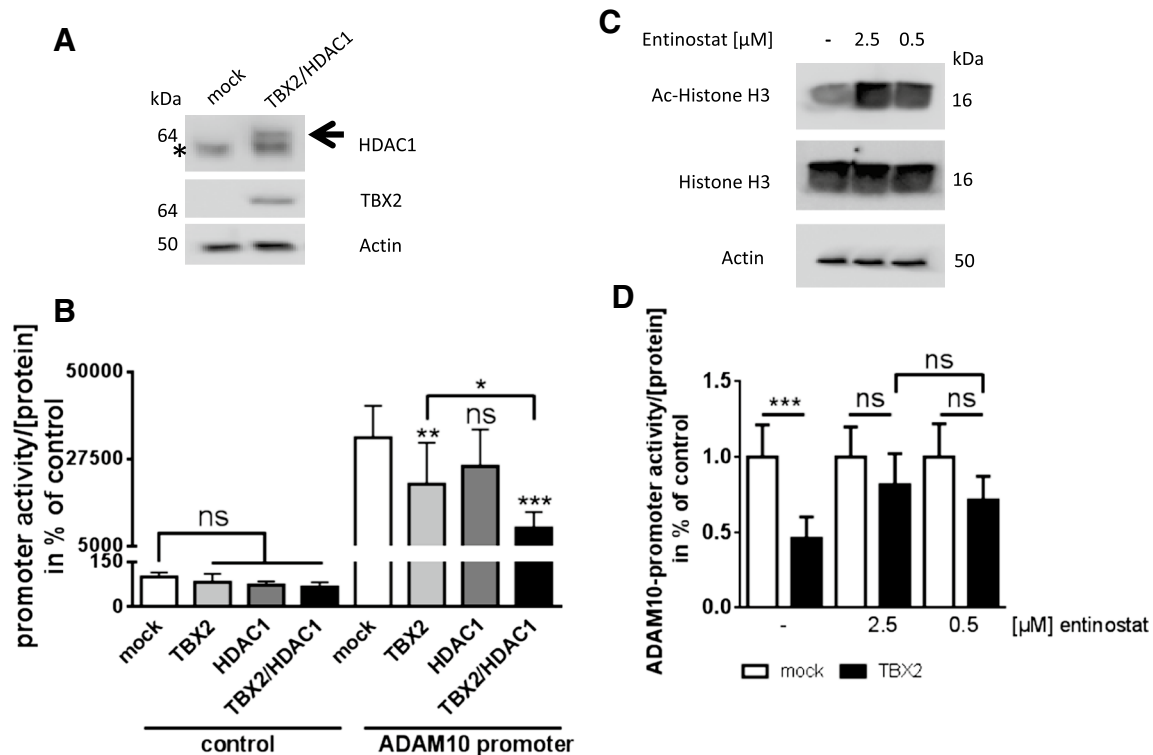 A
mock
TBX2/HDAC1
kDa
64
*
HDAC1
64
TBX2
50
Actin
B
promoter activity/[protein]
in % of control
50000
27500
5000
150
0
ns
**
ns
*
***
mock
TBX2
HDAC1
TBX2/HDAC1
mock
TBX2
HDAC1
TBX2/HDAC1
control
ADAM10 promoter
C
Entinostat [µM] - 2.5 0.5
kDa
Ac-Histone H3 16
Histone H3 16
Actin 50
D
ADAM10-promoter activity/[protein]
in % of control
1.5
1.0
0.5
0.0
***
ns
ns
ns
- 2.5 0.5 [µM] entinostat
mock TBX2